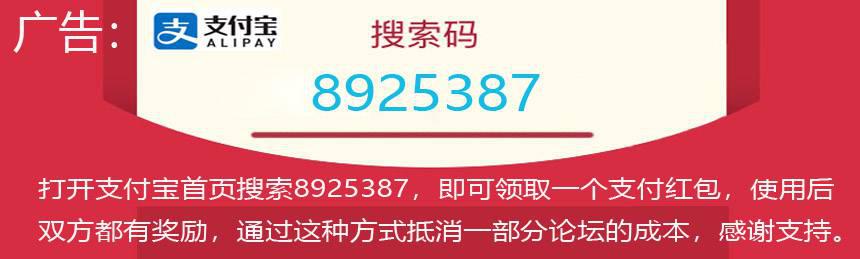 广告：
支付宝
ALIPAY
搜索码
8925387
打开支付宝首页搜索8925387，即可领取一个支付红包，使用后
双方都有奖励，通过这种方式抵消一部分论坛的成本，感谢支持。